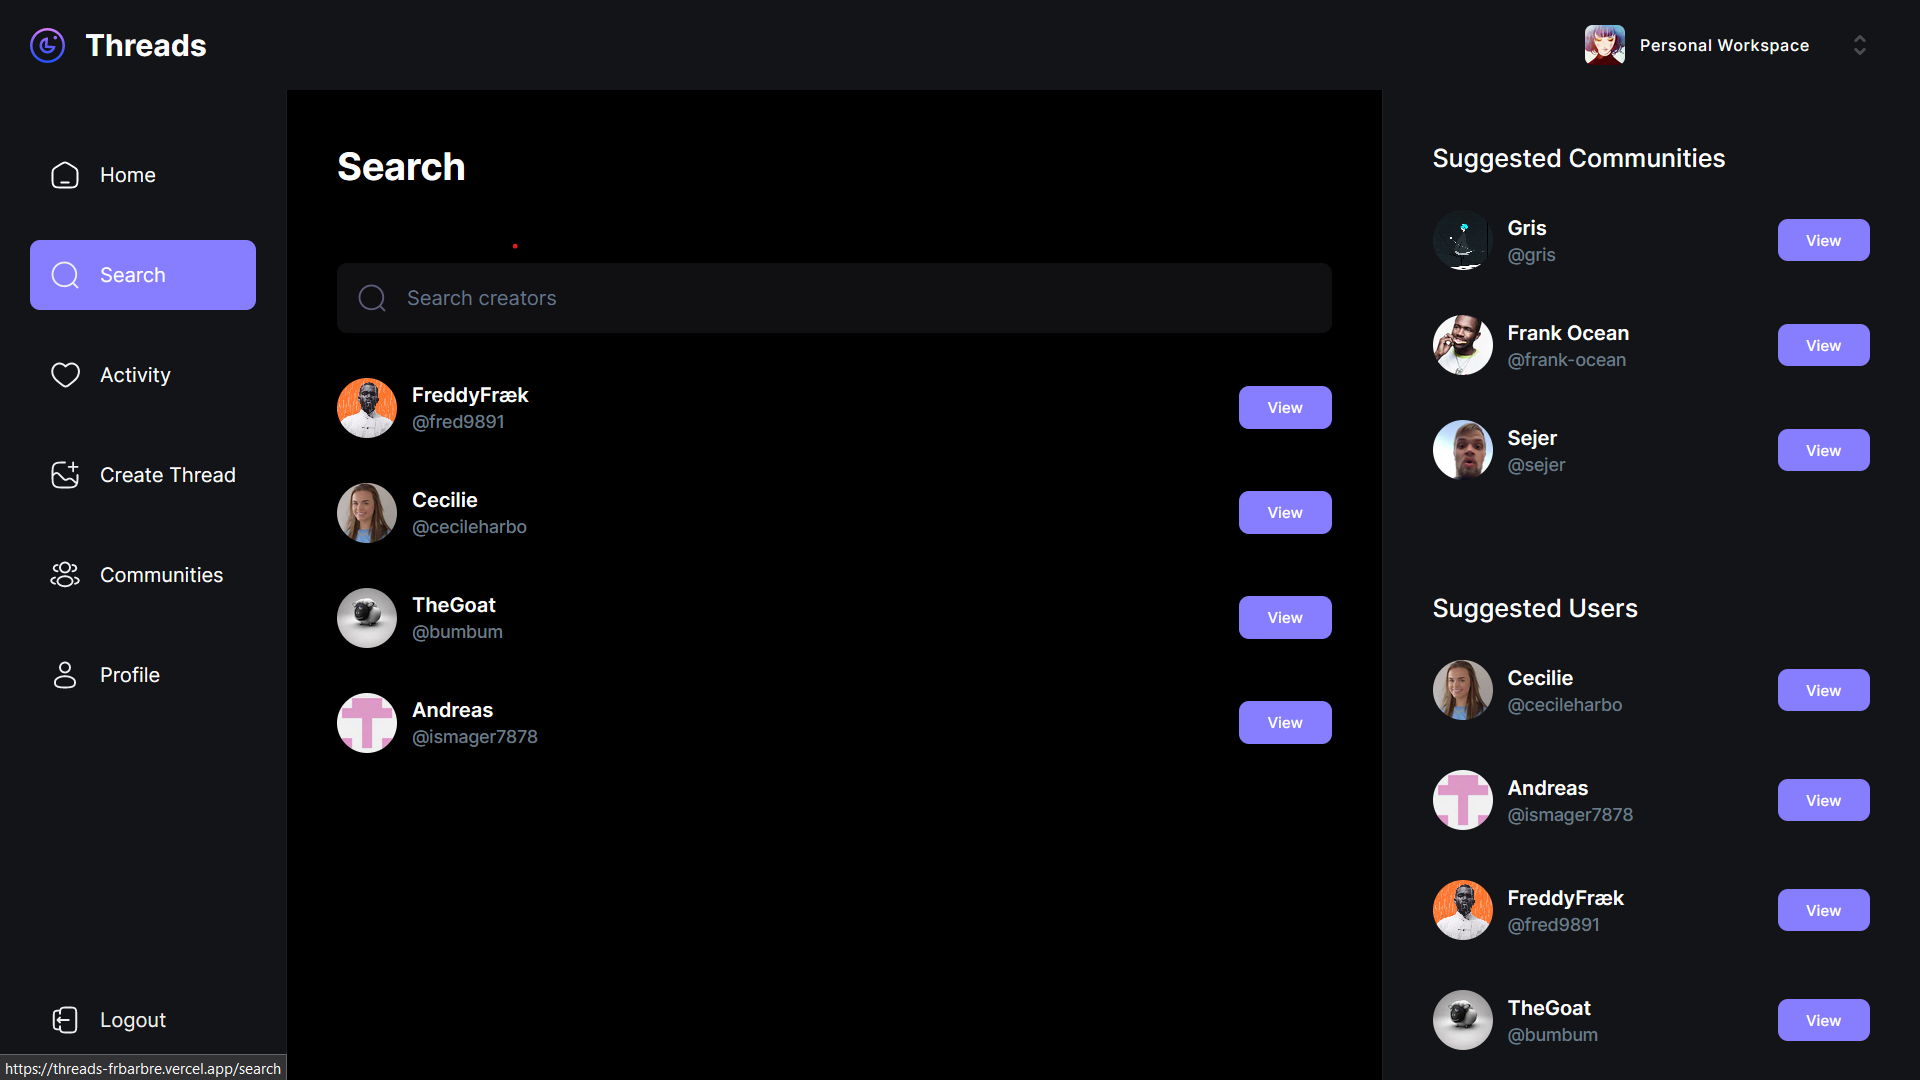 Threads
Personal Workspace
Home
Search
Activity
Create Thread
Communities
Profile
Logout
https://threads-frbarbre.vercel.app/search
Search
Search creators
FreddyFræk
@fred9891
View
Cecilie
@cecileharbo
View
TheGoat
@bumbum
View
Andreas
@ismager7878
View
Suggested Communities
Gris
@gris
View
Frank Ocean
@frank-ocean
View
Sejer
@sejer
View
Suggested Users
Cecilie
@cecileharbo
View
Andreas
@ismager7878
View
FreddyFræk
@fred9891
View
TheGoat
@bumbum
View